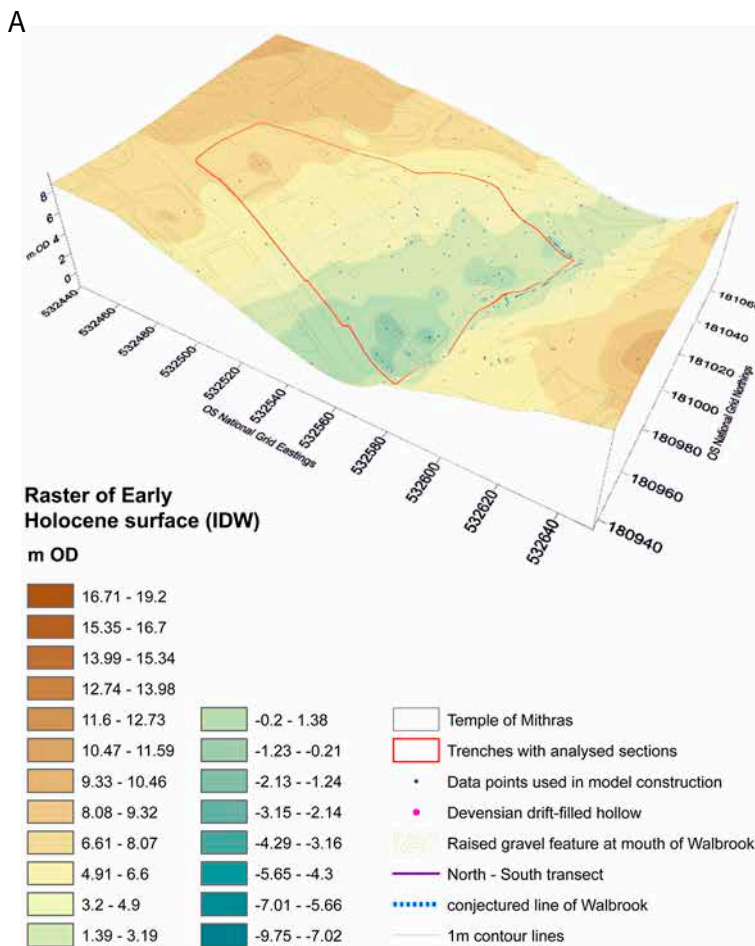 A
8
6
4
2
0
m OD
532440
532460
532480
532500
532520
532540
532560
532580
532600
532620
532640
OS National Grid Eastings
181060
181040
181020
181000
180980
180960
180940
OS National Grid Northings
Raster of Early
Holocene surface (IDW)
m OD
16.71 - 19.2
15.35 - 16.7
13.99 - 15.34
12.74 - 13.98
11.6 - 12.73
10.47 - 11.59
9.33 - 10.46
8.08 - 9.32
6.61 - 8.07
4.91 - 6.6
3.2 - 4.9
1.39 - 3.19
-0.2 - 1.38
-1.23 - -0.21
-2.13 - -1.24
-3.15 - -2.14
-4.29 - -3.16
-5.65 - -4.3
-7.01 - -5.66
-9.75 - -7.02
Temple of Mithras
Trenches with analysed sections
Data points used in model construction
Devensian drift-filled hollow
Raised gravel feature at mouth of Walbrook
North - South transect
conjectured line of Walbrook
1m contour lines